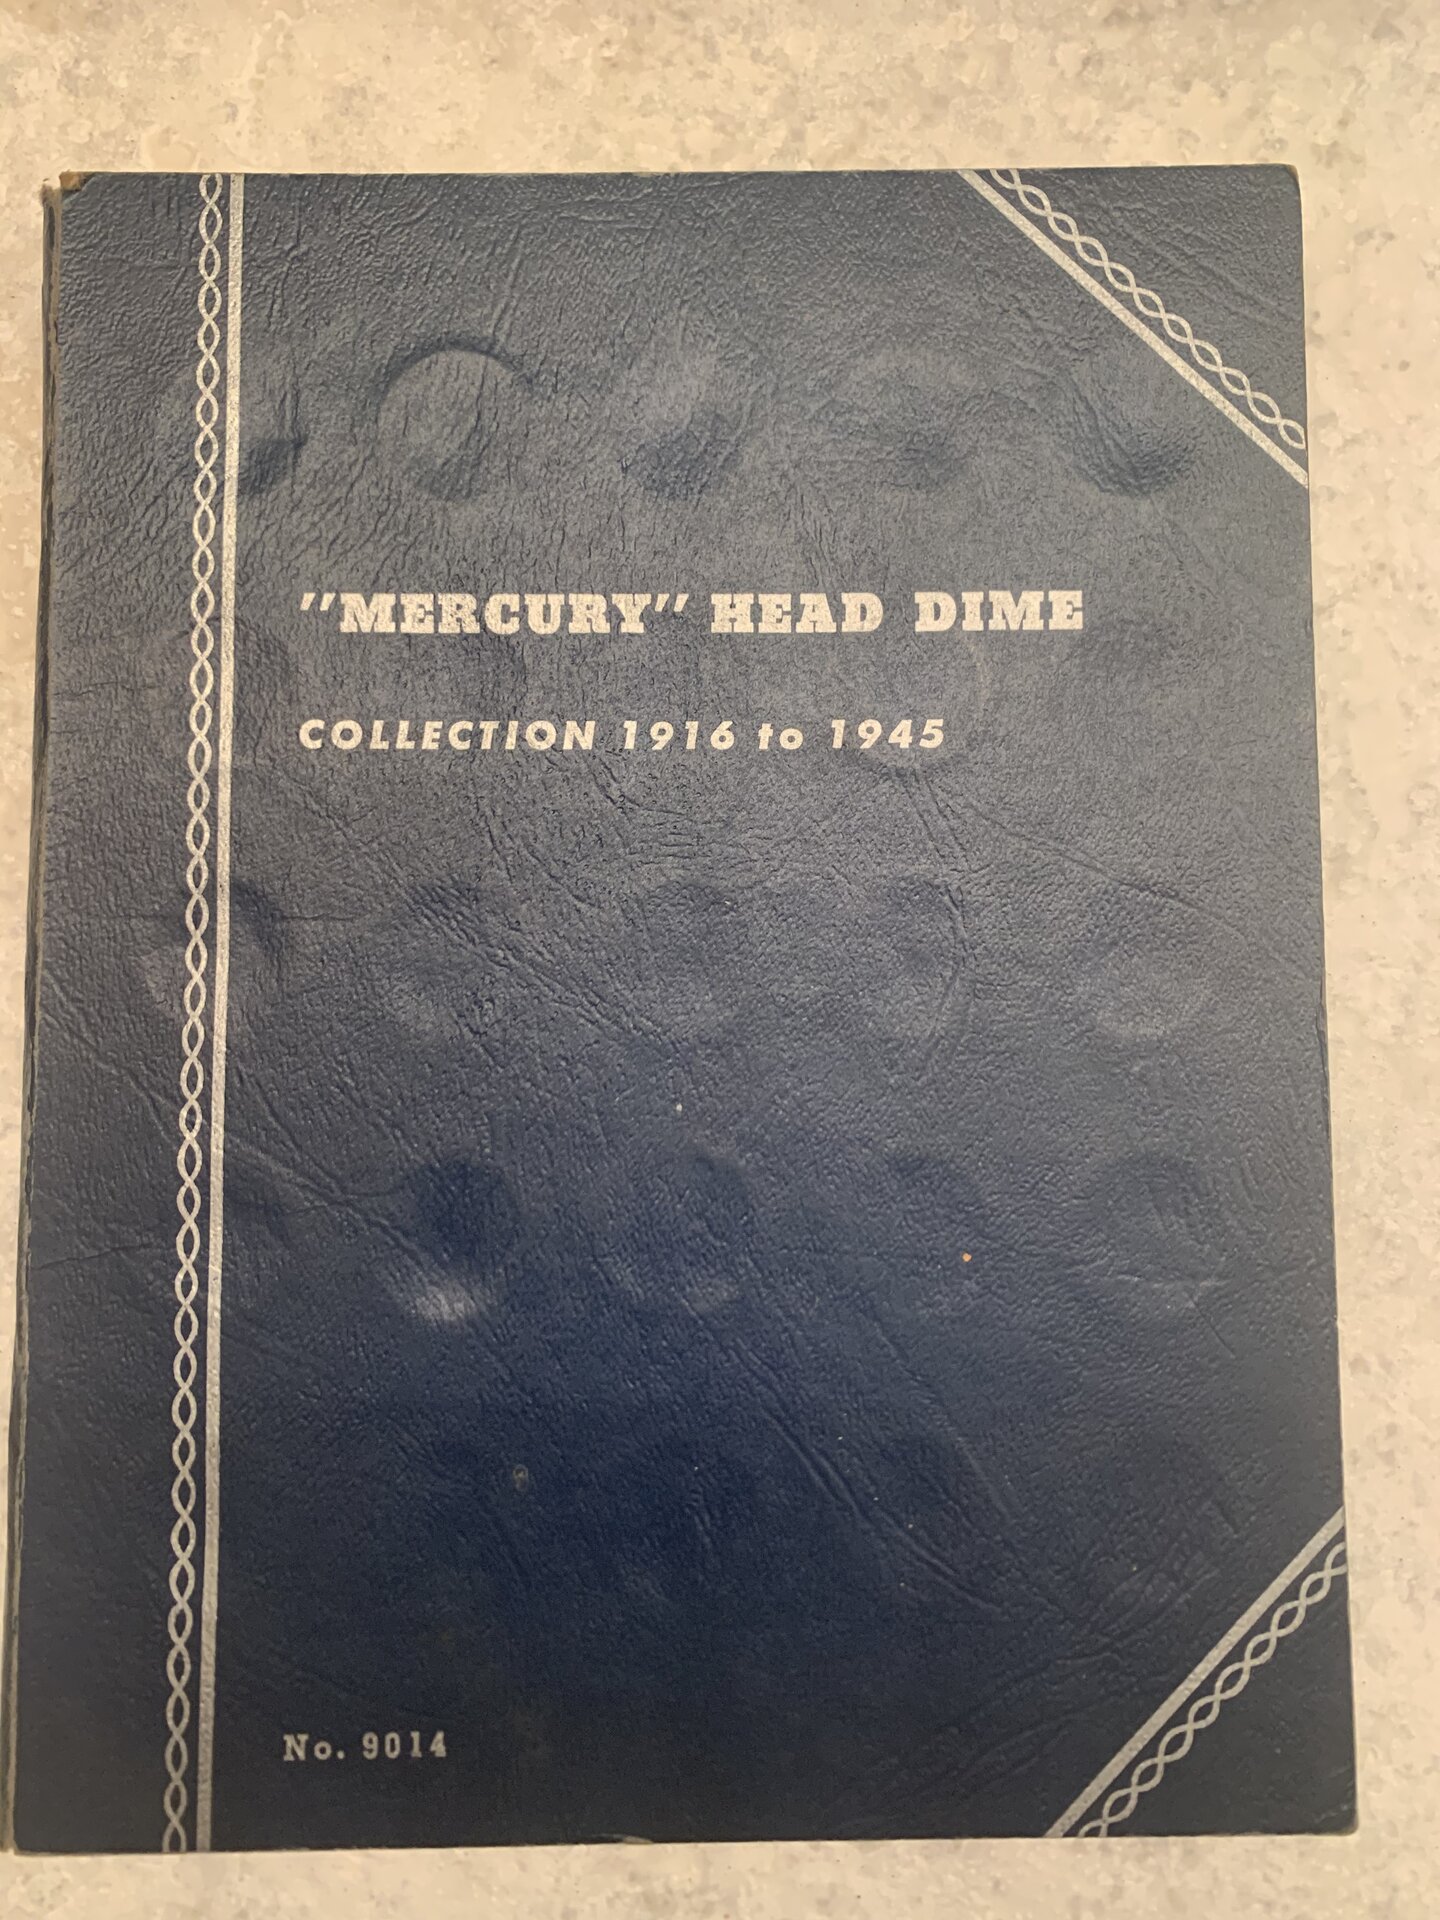 "MERCURY" HEAD DIME
COLLECTION 1916 to 1945
No. 9014